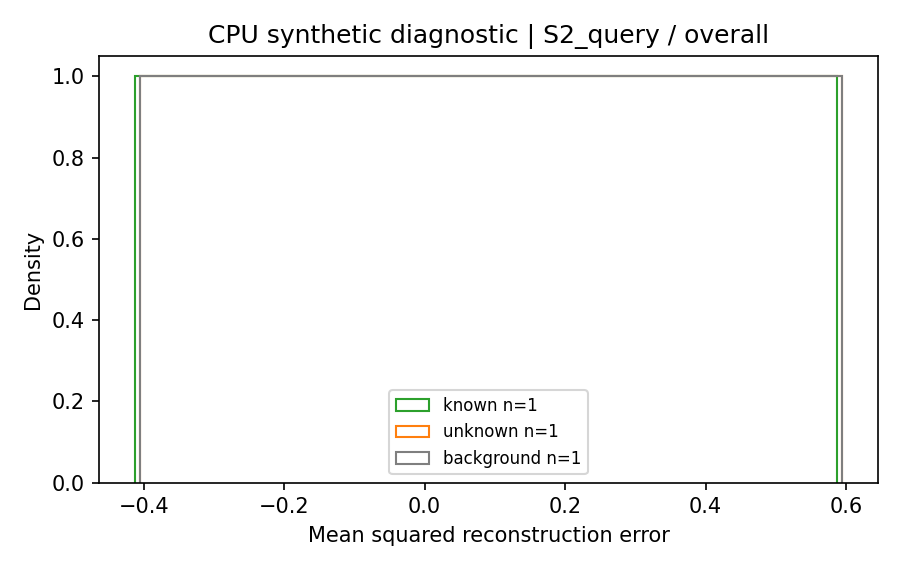 CPU synthetic diagnostic | S2_query / overall
1.0
0.8
0.6
0.4
0.2
0.0
Density
known n=1
unknown n=1
background n=1
−0.4 −0.2 0.0 0.2 0.4 0.6
Mean squared reconstruction error